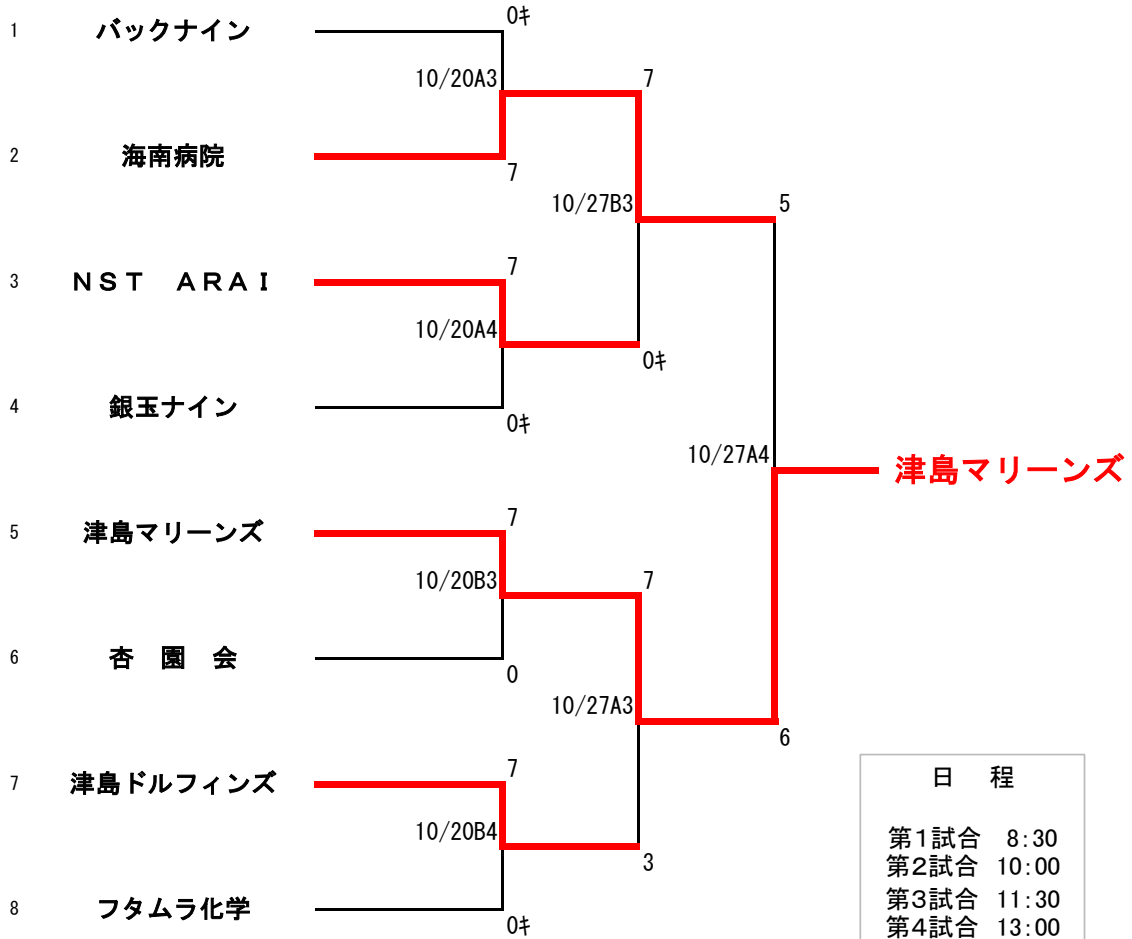 0ｷ
1 バックナイン
10/20A3 7
2 海南病院
7
10/27B3 5
7
3 ＮＳＴ　ＡＲＡＩ
10/20A4
0ｷ
4 銀玉ナイン
0ｷ
10/27A4 津島マリーンズ
7
5 津島マリーンズ
10/20B3 7
6 杏　園　会
0
10/27A3
6
7
7 津島ドルフィンズ
10/20B4
3
8 フタムラ化学
0ｷ
日　程
第1試合 8:30
第2試合 10:00
第3試合 11:30
第4試合 13:00